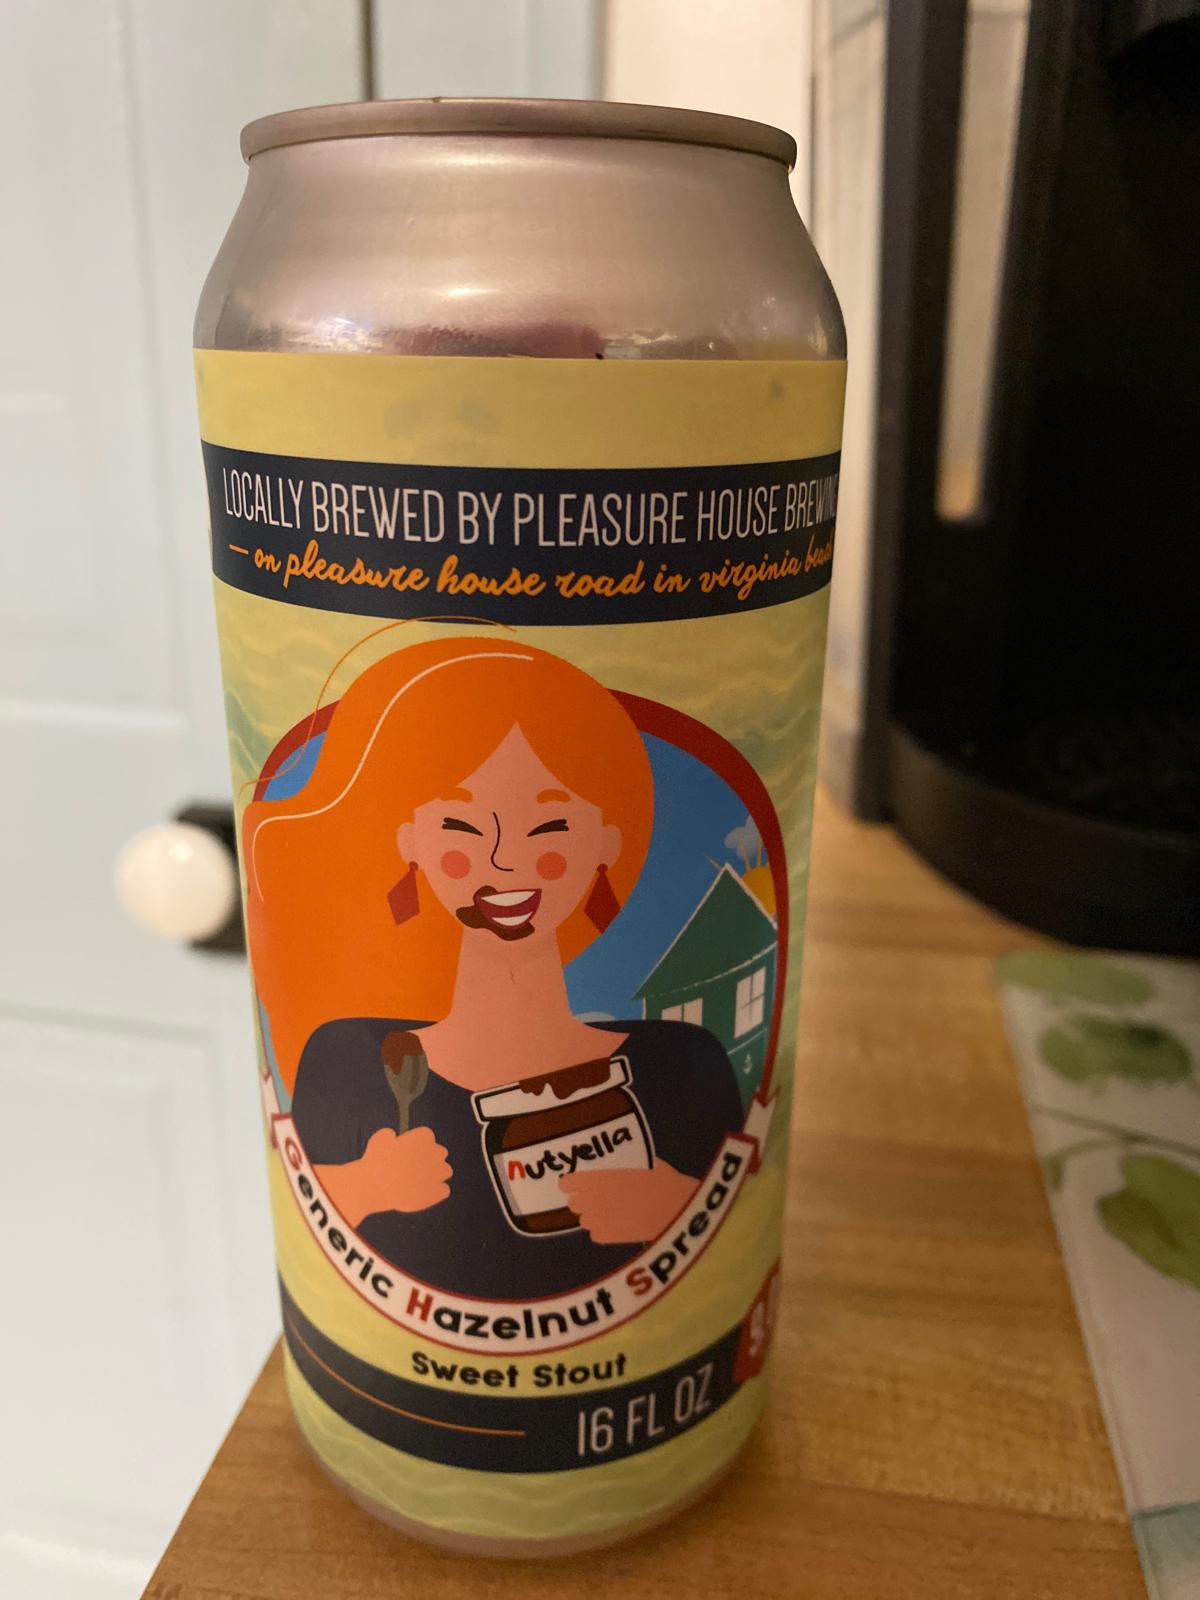 LOCALLY BREWED BY PLEASURE HOUSE BREWING
on pleasure house road in virginia beach
nutyella
Generic Hazelnut Spread
Sweet Stout
16 FL OZ